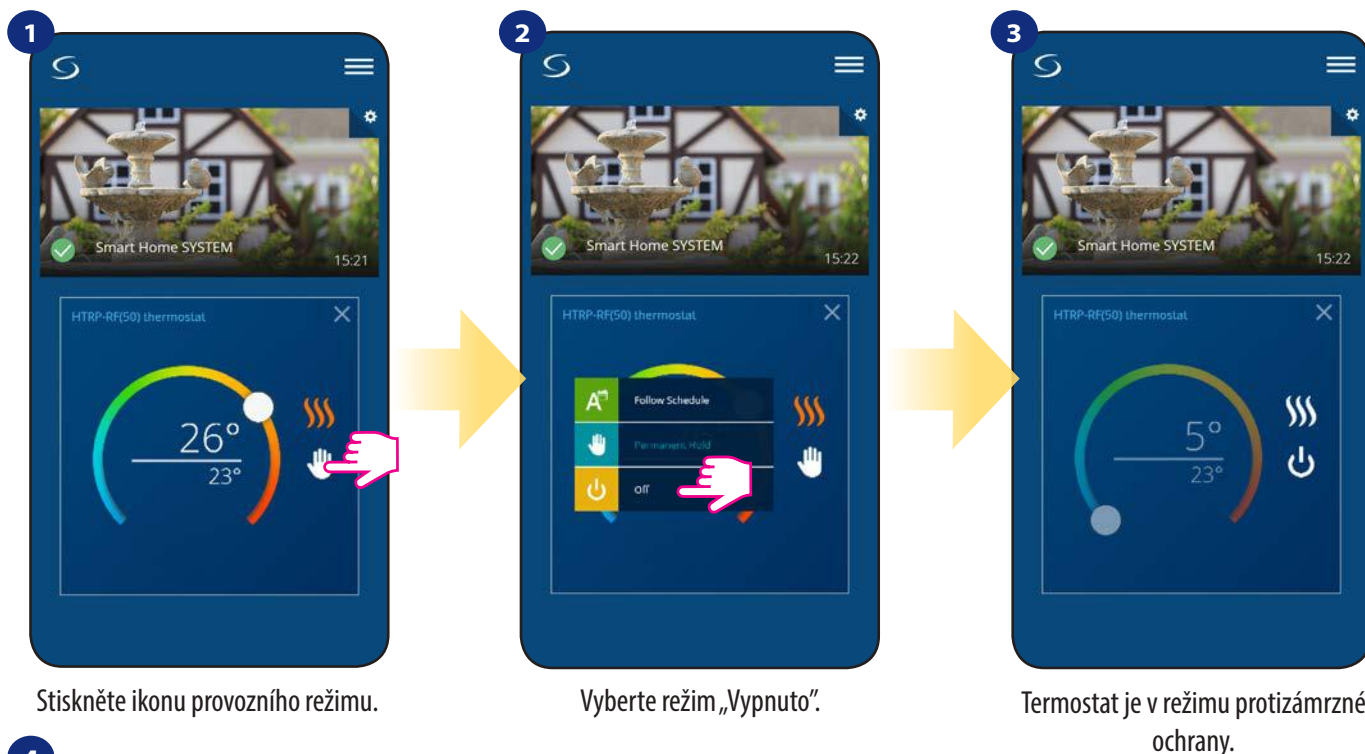 1
2
3
Smart Home SYSTEM
15:21
Smart Home SYSTEM
15:22
Smart Home SYSTEM
15:22
HTRP-RF(50) thermostat
26°
23°
HTRP-RF(50) thermostat
A
Follow Schedule
Permanent Hold
Off
HTRP-RF(50) thermostat
5°
23°
Stiskněte ikonu provozního režimu.
Vyberte režim „Vypnuto”.
Termostat je v režimu protizámrzné
ochrany.